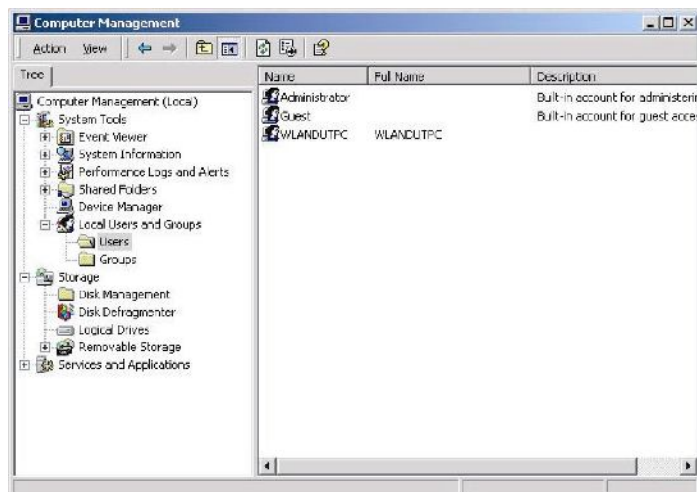 Computer Management
Action View
Tree
Computer Management (Local)
System Tools
Event Viewer
System Information
Performance Logs and Alerts
Shared Folders
Device Manager
Local Users and Groups
Users
Groups
Storage
Disk Management
Disk Defragmenter
Logical Drives
Removable Storage
Services and Applications
Name Full Name Description
Administrator Built-in account for administerin
Guest Built-in account for guest acce
WLANDUTPC WLANDUTPC